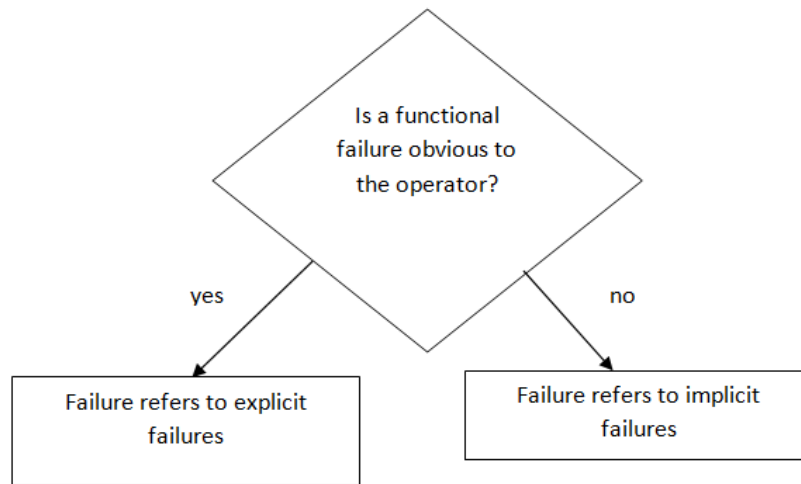 Is a functional
failure obvious to
the operator?
yes
no
Failure refers to explicit
failures
Failure refers to implicit
failures